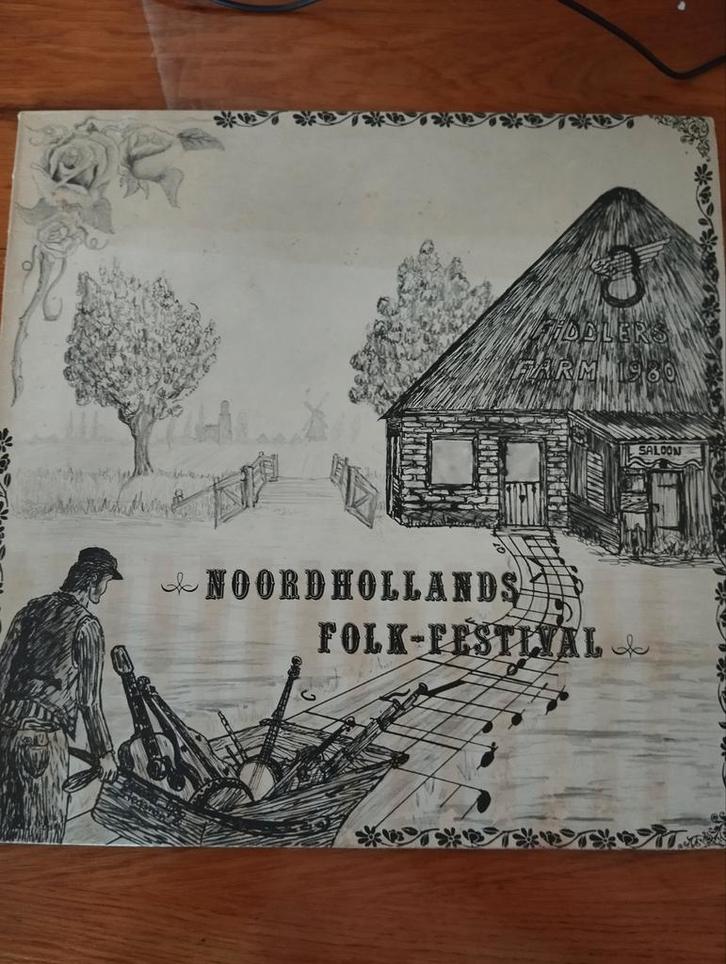 FIDDLERS
FARM 1980
SALOON
NOORDHOLLANDS
FOLK-FESTIVAL